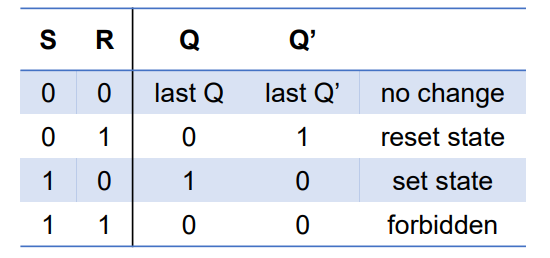 S R Q Q’
0 0 last Q last Q’ no change
0 1 0 1 reset state
1 0 1 0 set state
1 1 0 0 forbidden